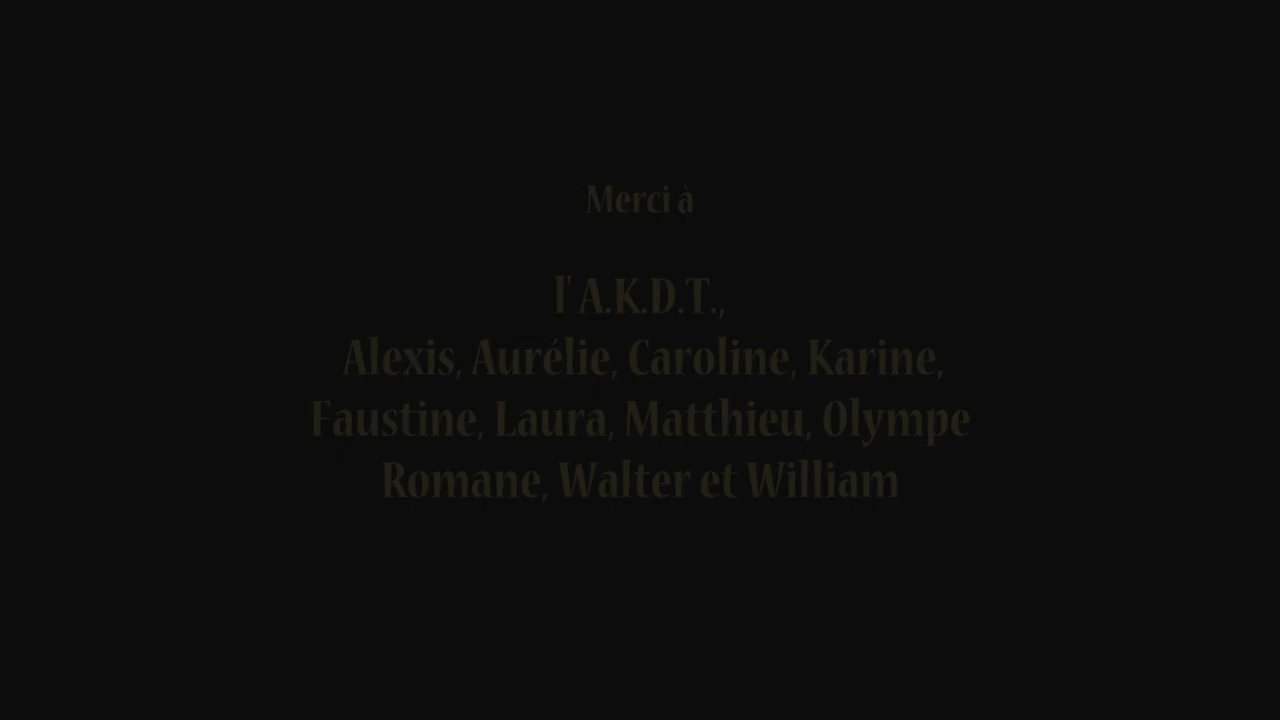 Merci à
l' A.K.D.T.,
Alexis, Aurélie, Caroline, Karine,
Faustine, Laura, Matthieu, Olympe
Romane, Walter et William